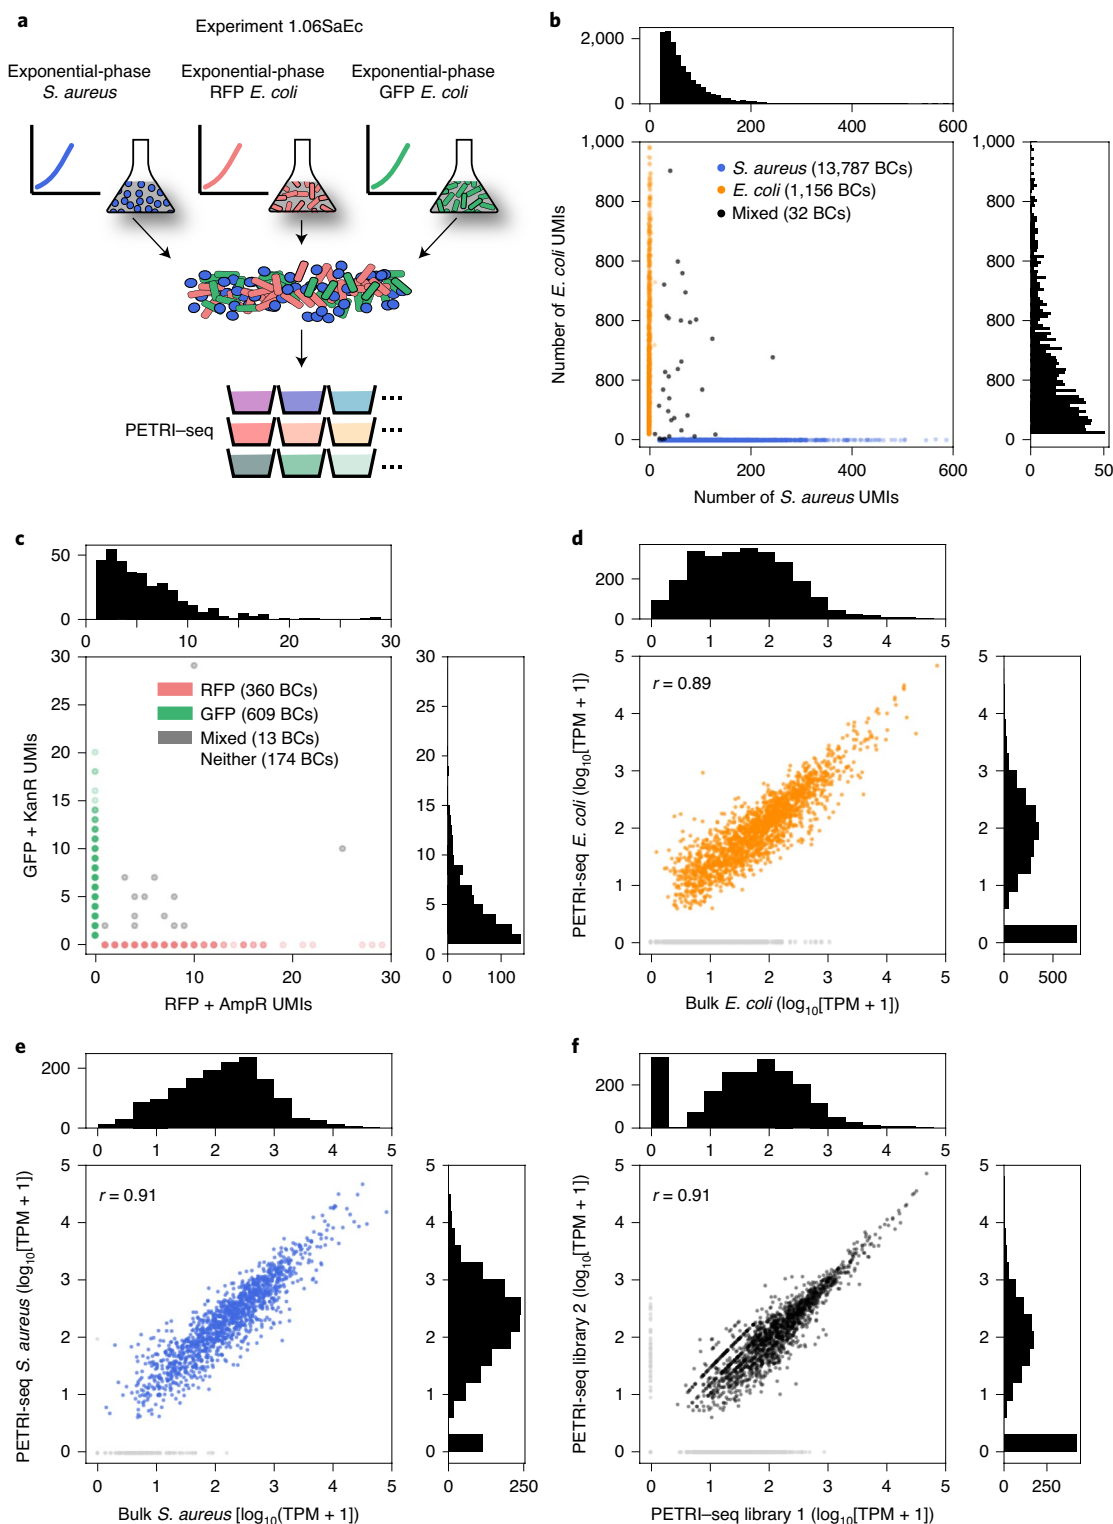 a
Experiment 1.06SaEc
Exponential-phase
S. aureus
Exponential-phase
RFP E. coli
Exponential-phase
GFP E. coli
PETRI–seq
b
2,000
0
0 200 400 600
1,000
800
800
800
800
0
Number of E. coli UMIs
S. aureus (13,787 BCs)
E. coli (1,156 BCs)
Mixed (32 BCs)
0 200 400 600
Number of S. aureus UMIs
0 50
c
50
0
0 10 20 30
30
25
20
15
10
5
0
GFP + KanR UMIs
RFP (360 BCs)
GFP (609 BCs)
Mixed (13 BCs)
Neither (174 BCs)
0 10 20 30
RFP + AmpR UMIs
30
25
20
15
10
5
0
0 100
d
200
0
0 1 2 3 4 5
5
4
3
2
1
0
PETRI-seq E. coli (log10[TPM + 1])
r = 0.89
0 1 2 3 4 5
Bulk E. coli (log10[TPM + 1])
5
4
3
2
1
0
0 500
e
200
0
0 1 2 3 4 5
5
4
3
2
1
0
PETRI-seq S. aureus (log10[TPM + 1])
r = 0.91
0 1 2 3 4 5
Bulk S. aureus [log10(TPM + 1])
5
4
3
2
1
0
0 250
f
200
0
0 1 2 3 4 5
5
4
3
2
1
0
PETRI-seq library 2 (log10[TPM + 1])
r = 0.91
0 1 2 3 4 5
PETRI–seq library 1 (log10[TPM + 1])
5
4
3
2
1
0
0 250